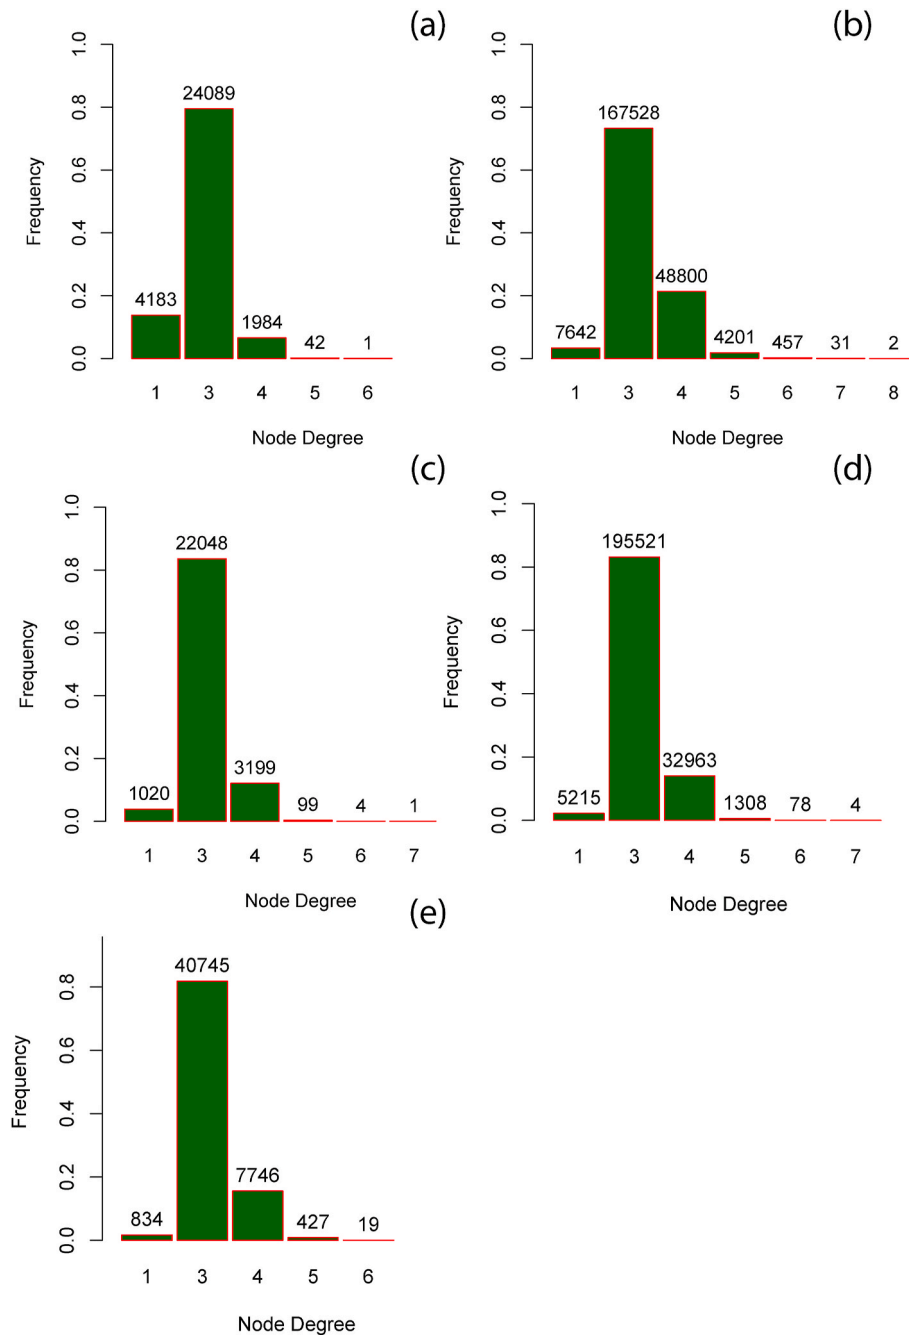 (a)
1.0
0.8
0.6
0.4
0.2
0.0
Frequency
4183
24089
1984
42
1
1 3 4 5 6
Node Degree
(b)
1.0
0.8
0.6
0.4
0.2
0.0
Frequency
7642
167528
48800
4201
457
31
2
1 3 4 5 6 7 8
Node Degree
(c)
1.0
0.8
0.6
0.4
0.2
0.0
Frequency
1020
22048
3199
99
4
1
1 3 4 5 6 7
Node Degree
(d)
1.0
0.8
0.6
0.4
0.2
0.0
Frequency
5215
195521
32963
1308
78
4
1 3 4 5 6 7
Node Degree
(e)
0.8
0.6
0.4
0.2
0.0
Frequency
834
40745
7746
427
19
1 3 4 5 6
Node Degree